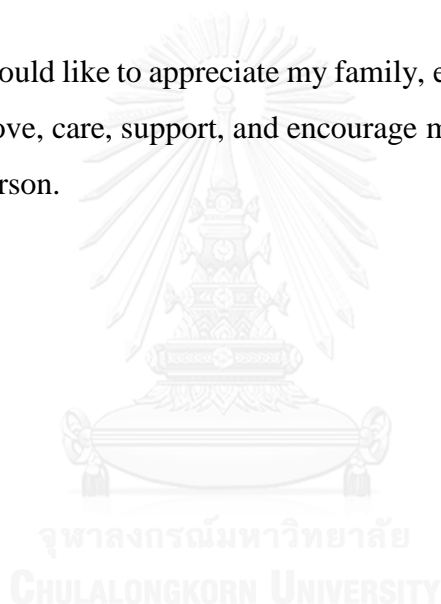 ould like to appreciate my family, e
ove, care, support, and encourage m
rson.
จุฬาลงกรณ์มหาวิทยาลัย
CHULALONGKORN UNIVERSITY